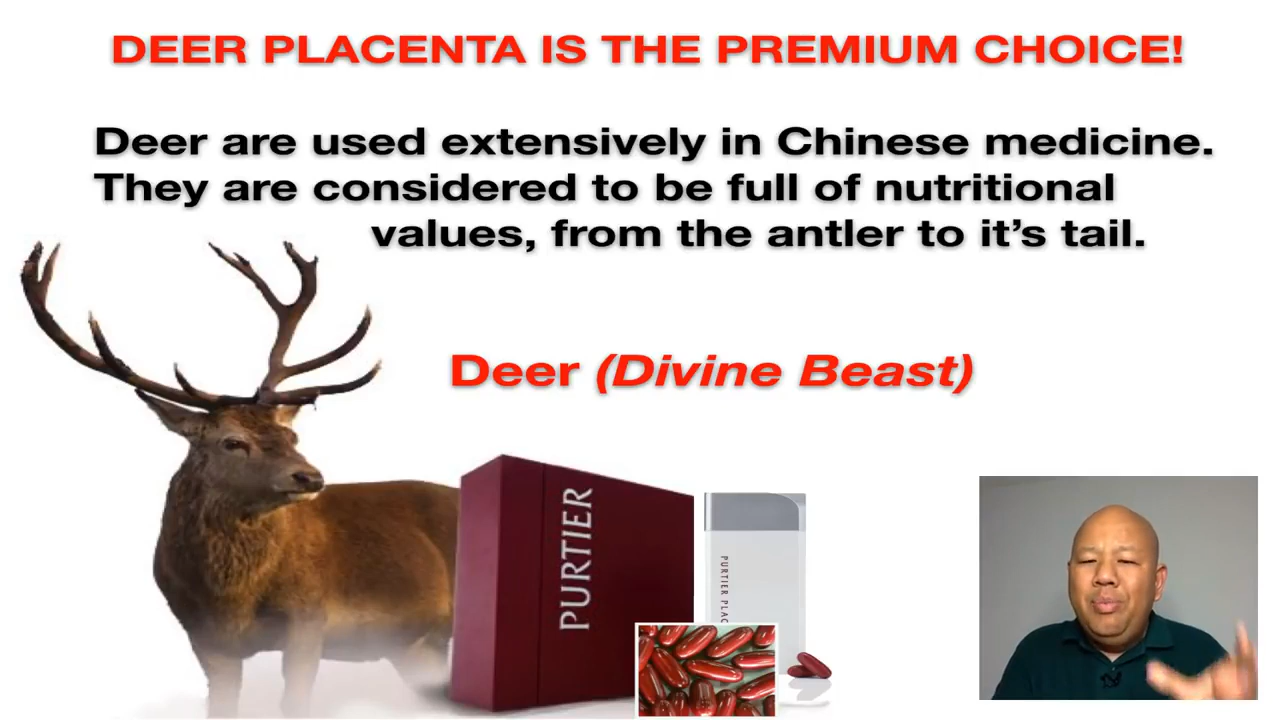 DEER PLACENTA IS THE PREMIUM CHOICE!
Deer are used extensively in Chinese medicine.
They are considered to be full of nutritional
values, from the antler to it’s tail.
Deer (Divine Beast)
PURTIER
PURTIER PLAC